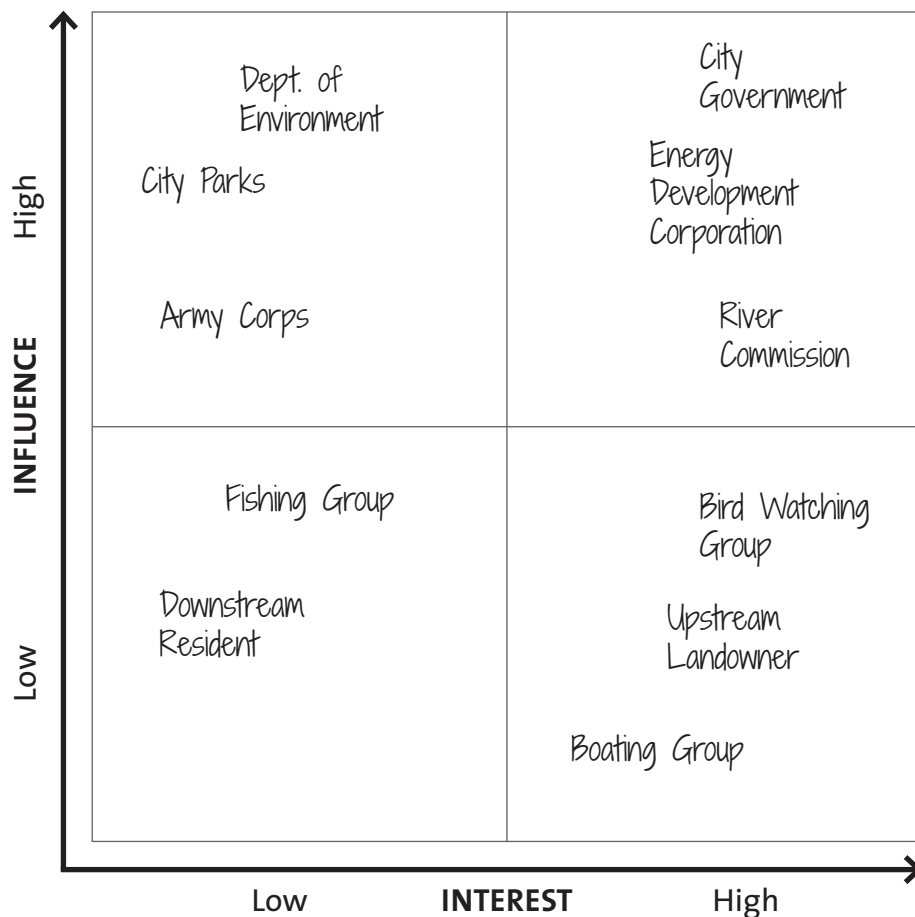 Dept. of
Environment
City Parks
Army Corps
City
Government
Energy
Development
Corporation
River
Commission
Fishing Group
Downstream
Resident
Bird Watching
Group
Upstream
Landowner
Boating Group
High
INFLUENCE
Low
Low
INTEREST
High